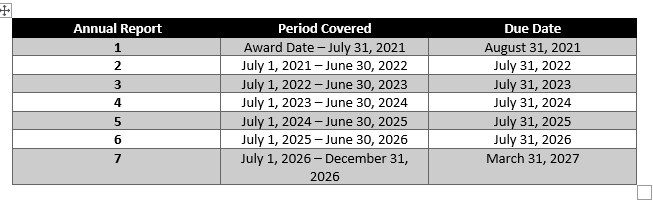 Annual Report Period Covered Due Date
1 Award Date – July 31, 2021 August 31, 2021
2 July 1, 2021 – June 30, 2022 July 31, 2022
3 July 1, 2022 – June 30, 2023 July 31, 2023
4 July 1, 2023 – June 30, 2024 July 31, 2024
5 July 1, 2024 – June 30, 2025 July 31, 2025
6 July 1, 2025 – June 30, 2026 July 31, 2026
7 July 1, 2026 – December 31, March 31, 2027
2026